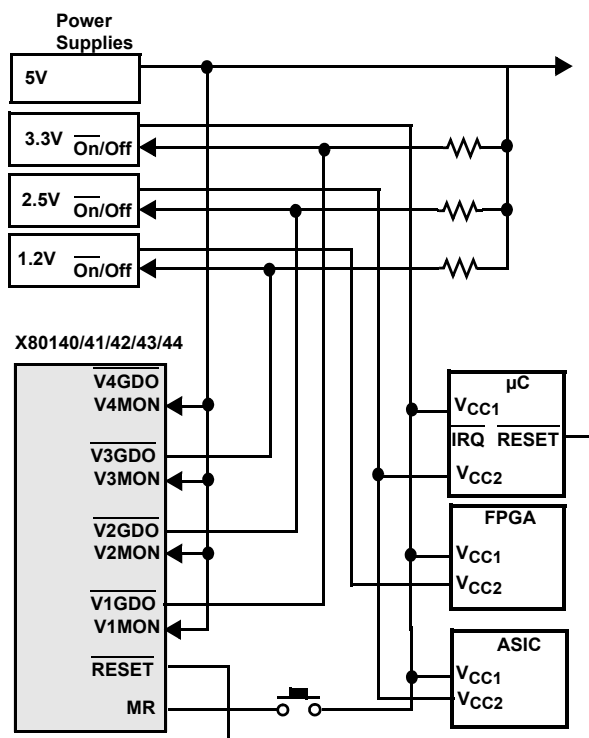 Power
Supplies
5V
3.3V On/Off
2.5V On/Off
1.2V On/Off
X80140/41/42/43/44
V4GDO
V4MON
V3GDO
V3MON
V2GDO
V2MON
V1GDO
V1MON
RESET
MR
µC
VCC1
IRQ RESET
VCC2
FPGA
VCC1
VCC2
ASIC
VCC1
VCC2